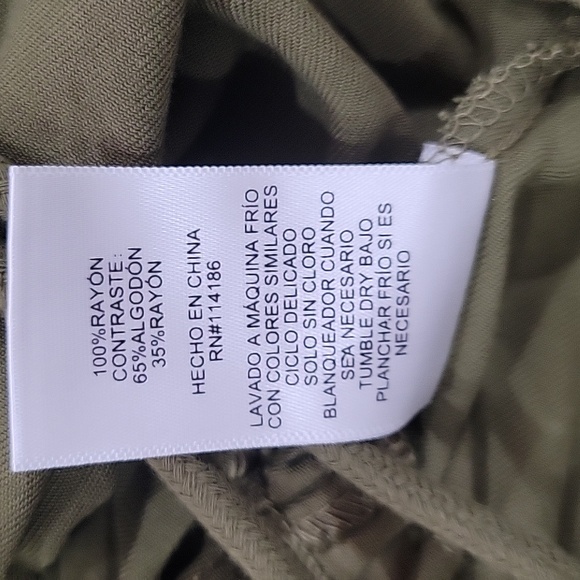 100%RAYÓN
CONTRASTE:
65%ALGODÓN
35%RAYÓN
HECHO EN CHINA
RN#114186
LAVADO A MÁQUINA FRÍO
CON COLORES SIMILARES
CICLO DELICADO
SOLO SIN CLORO
BLANQUEADOR CUANDO
SEA NECESARIO
TUMBLE DRY BAJO
PLANCHAR FRÍO SI ES
NECESARIO